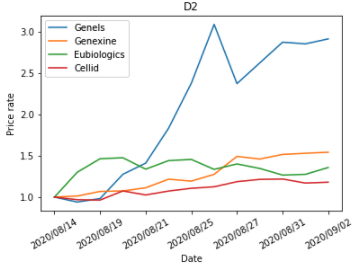 D2
Genels
Genexine
Eubiologics
Cellid
Price rate
3.0
2.5
2.0
1.5
1.0
2020/08/14
2020/08/19
2020/08/21
2020/08/25
2020/08/27
2020/08/31
2020/09/02
Date